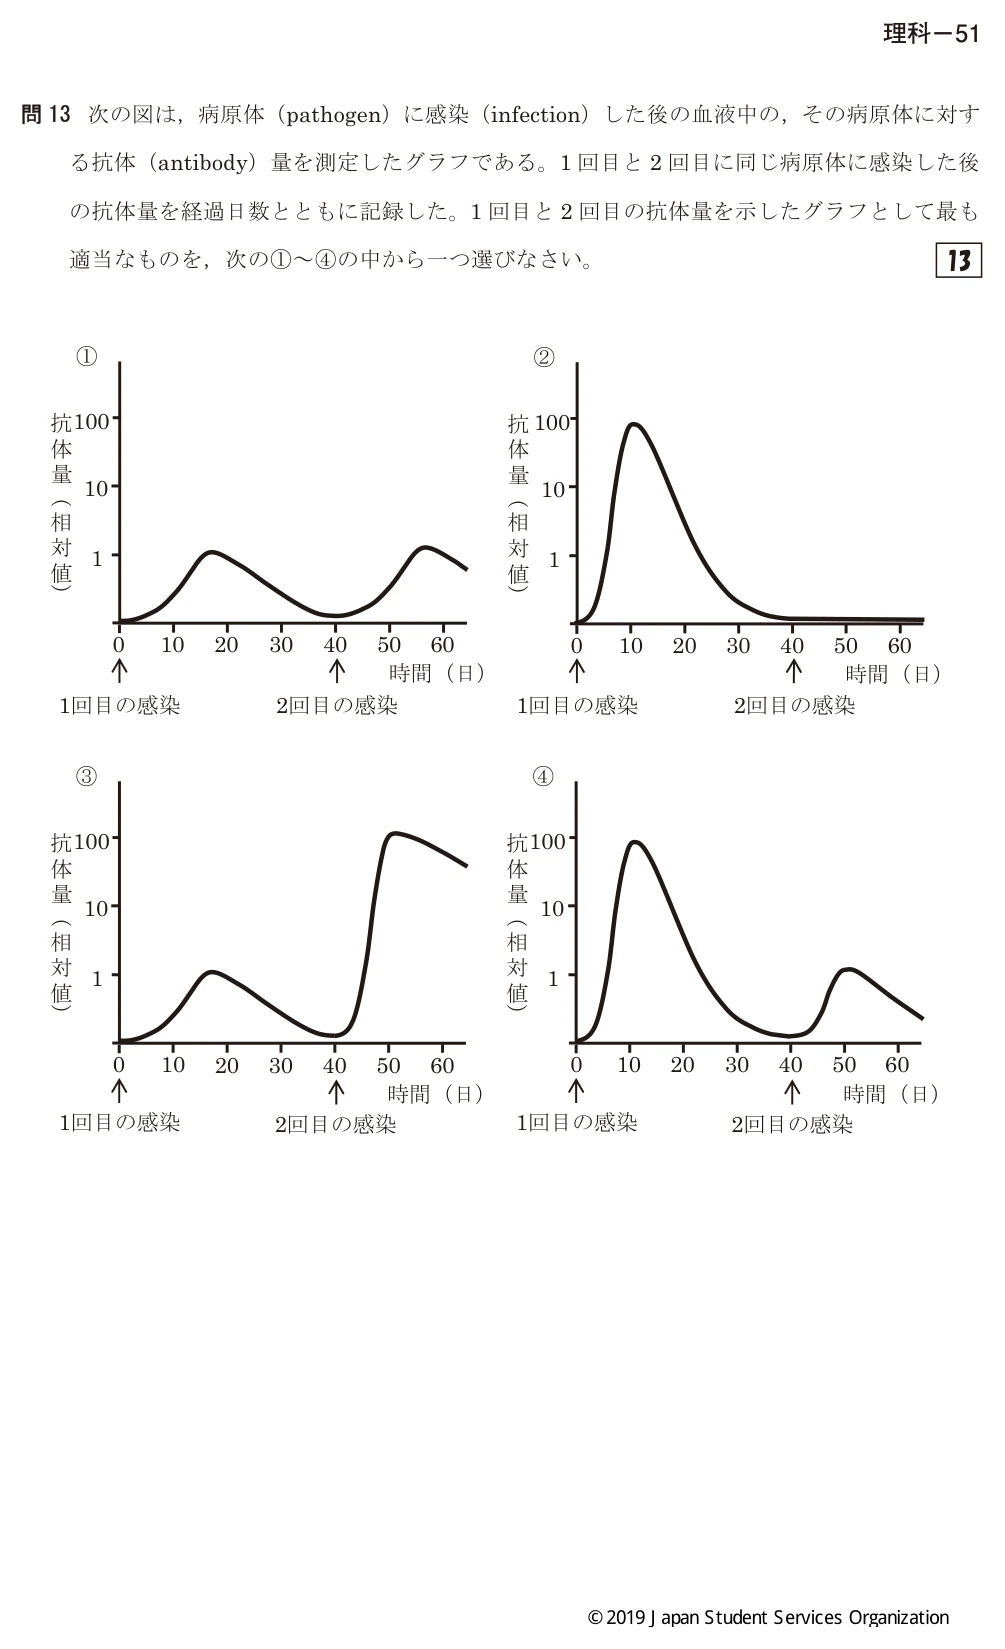 理科－51
問 13 次の図は，病原体（pathogen）に感染（infection）した後の血液中の，その病原体に対す
る抗体（antibody）量を測定したグラフである。1 回目と 2 回目に同じ病原体に感染した後
の抗体量を経過日数とともに記録した。1 回目と 2 回目の抗体量を示したグラフとして最も
適当なものを，次の①～④の中から一つ選びなさい。
13
①
抗体量（相対値）
100
10
1
0 10 20 30 40 50 60
時間（日）
1回目の感染 2回目の感染
②
抗体量（相対値）
100
10
1
0 10 20 30 40 50 60
時間（日）
1回目の感染 2回目の感染
③
抗体量（相対値）
100
10
1
0 10 20 30 40 50 60
時間（日）
1回目の感染 2回目の感染
④
抗体量（相対値）
100
10
1
0 10 20 30 40 50 60
時間（日）
1回目の感染 2回目の感染
© 2019 Japan Student Services Organization